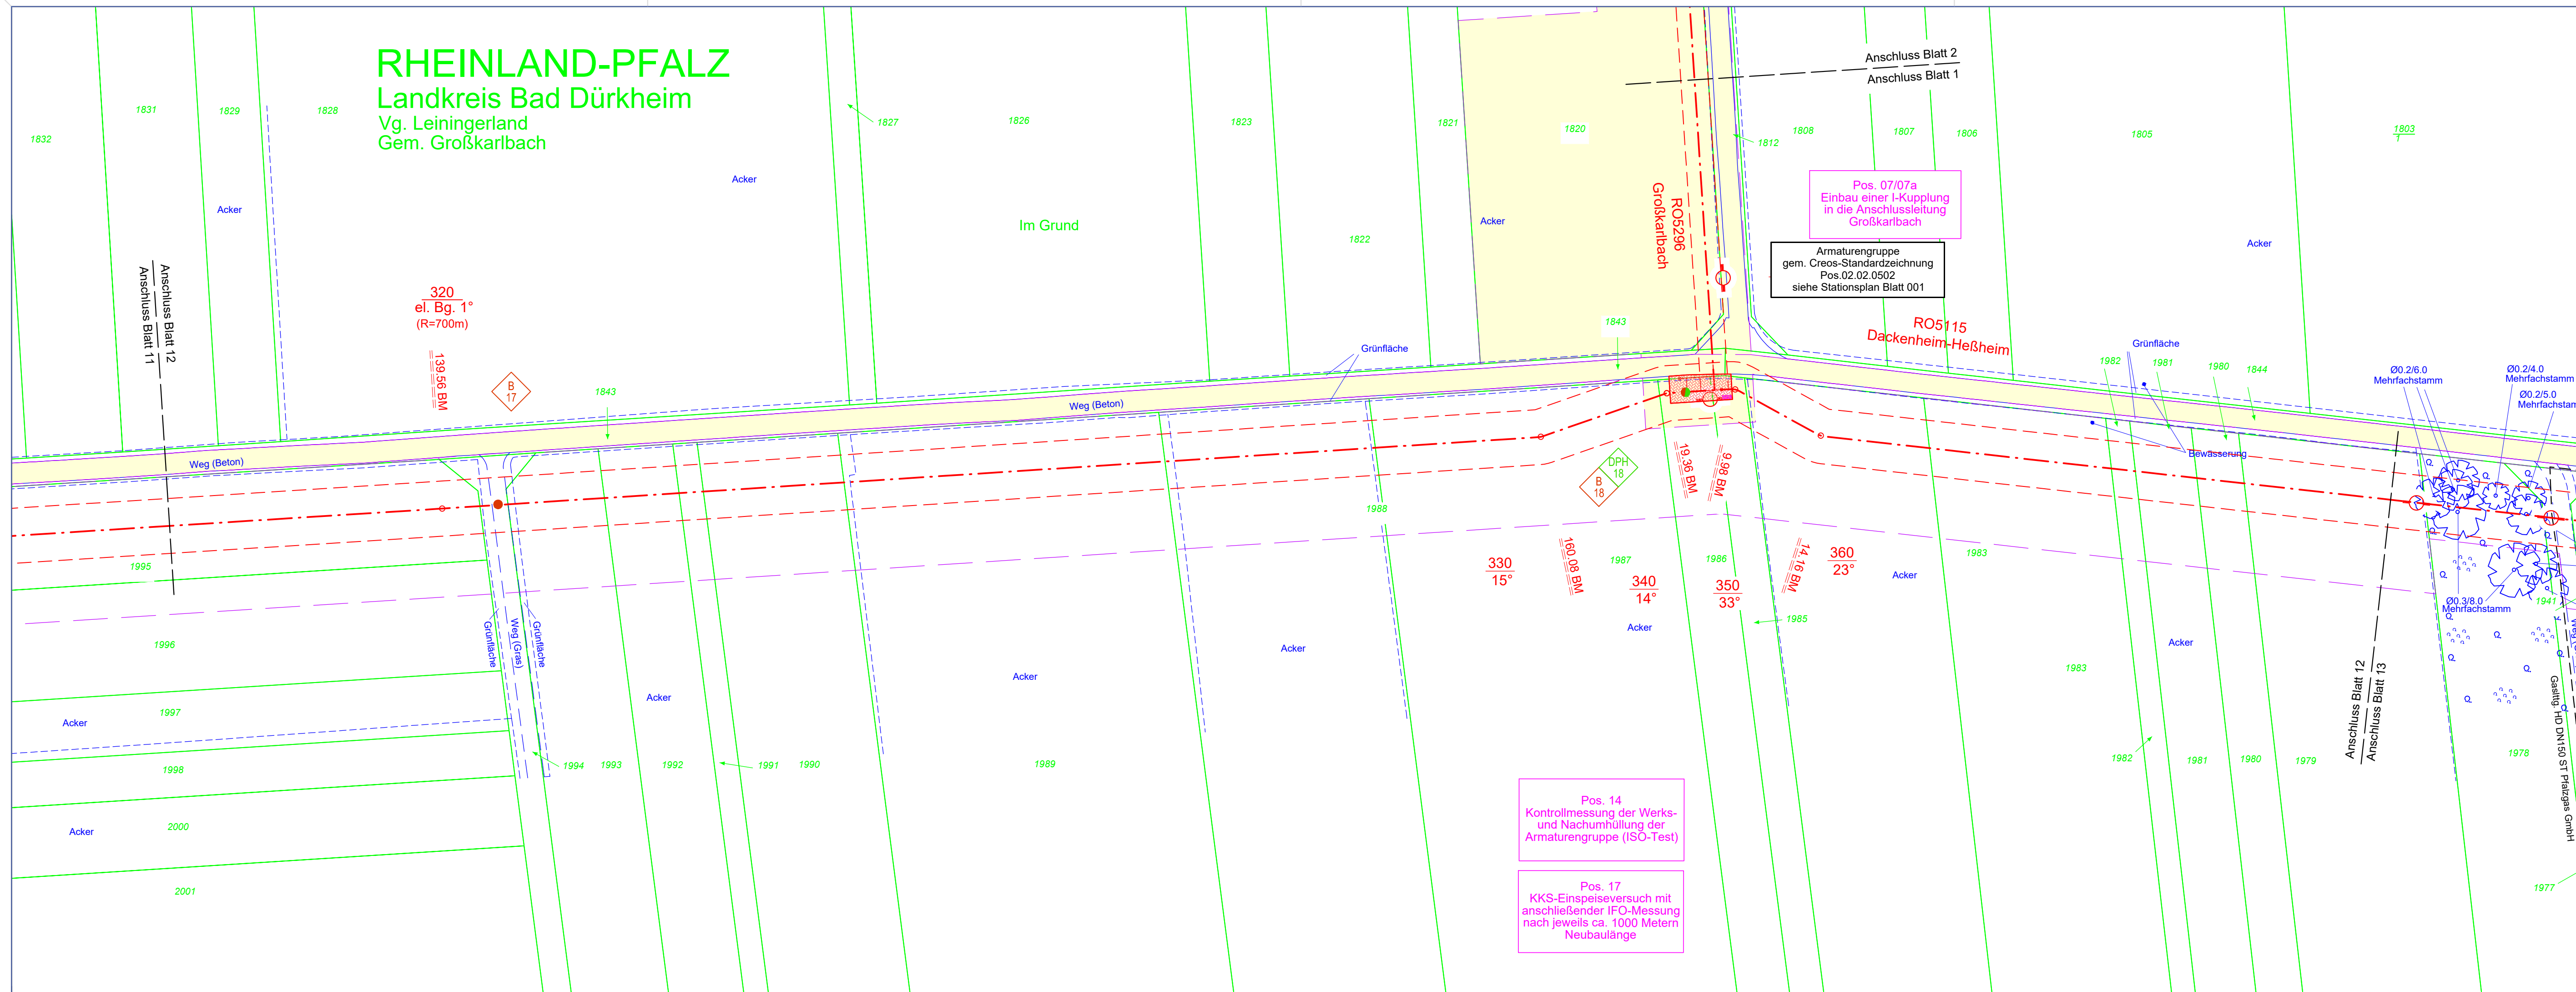 RHEINLAND-PFALZ
Landkreis Bad Dürkheim
Vg. Leiningerland
Gem. Großkarlbach
1832
1831
1829
1828
1827
1826
1823
1821
1820
1812
1808
1807
1806
1805
1803
1
Anschluss Blatt 2
Anschluss Blatt 1
Acker
Acker
Acker
Acker
Im Grund
1822
RO5296
Großkarlbach
Pos. 07/07a
Einbau einer I-Kupplung
in die Anschlussleitung
Großkarlbach
Armaturengruppe
gem. Creos-Standardzeichnung
Pos.02.02.0502
siehe Stationsplan Blatt 001
RO5115
Dackenheim-Heßheim
Anschluss Blatt 12
Anschluss Blatt 11
320
el. Bg. 1°
(R=700m)
139.56 BM
B
17
1843
1843
Grünfläche
Grünfläche
1982
1981
1980
1844
Ø0.2/6.0
Mehrfachstamm
Ø0.2/4.0
Mehrfachstamm
Ø0.2/5.0
Mehrfachstam
Weg (Beton)
Weg (Beton)
Bewässerung
DPH
18
B
18
19.36 BM
9.98 BM
1988
160.08 BM
14.16 BM
330
15°
340
14°
350
33°
360
23°
1987
1986
1985
1983
Acker
Acker
1995
1996
1997
1998
2000
2001
Acker
Acker
Grünfläche
Weg (Gras)
Grünfläche
Acker
Acker
Acker
1994
1993
1992
1991
1990
1989
1983
Acker
1982
1981
1980
1979
Anschluss Blatt 12
Anschluss Blatt 13
Ø0.3/8.0
Mehrfachstamm
1941
1978
1977
Gasltg. HD DN150 ST Pfalzgas GmbH
Pos. 14
Kontrollmessung der Werks-
und Nachumhüllung der
Armaturengruppe (ISO-Test)
Pos. 17
KKS-Einspeiseversuch mit
anschließender IFO-Messung
nach jeweils ca. 1000 Metern
Neubaulänge